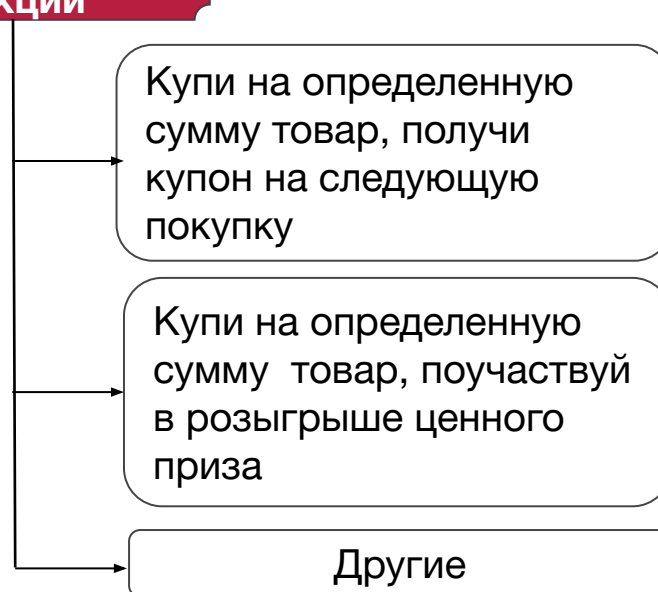 кции
Купи на определенную
сумму товар, получи
купон на следующую
покупку
Купи на определенную
сумму  товар, поучаствуй
в розыгрыше ценного
приза
Другие